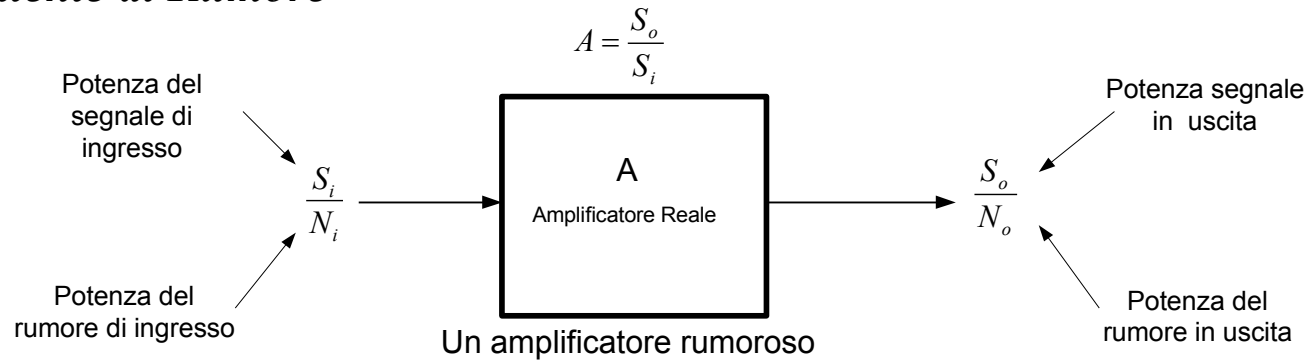 A = S_o / S_i
Potenza del
segnale di
ingresso
S_i / N_i
Potenza del
rumore di ingresso
A
Amplificatore Reale
Un amplificatore rumoroso
Potenza segnale
in uscita
S_o / N_o
Potenza del
rumore in uscita